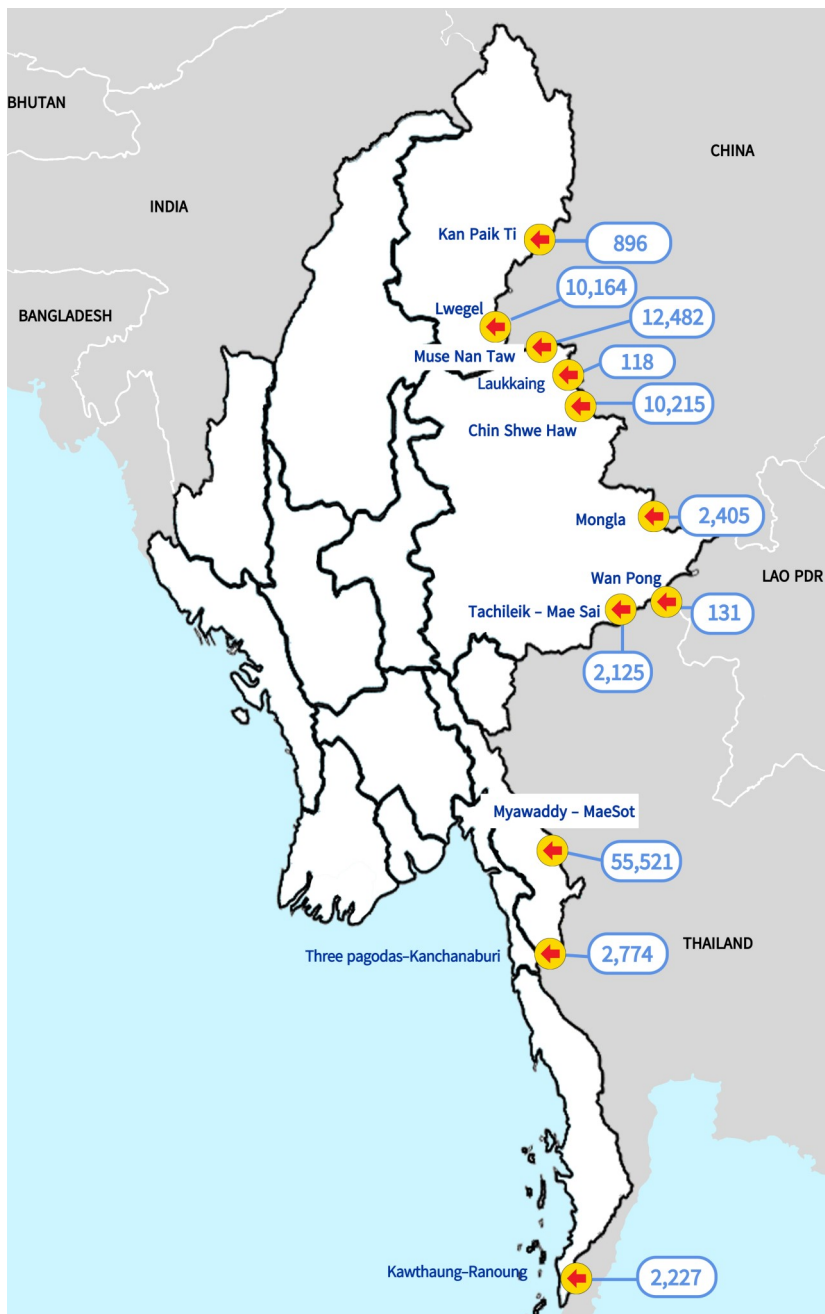 BHUTAN
CHINA
INDIA
Kan Paik Ti
896
10,164
BANGLADESH
Lwegel
12,482
Muse Nan Taw
118
Laukkaing
10,215
Chin Shwe Haw
Mongla
2,405
Wan Pong
LAO PDR
Tachileik – Mae Sai
131
2,125
Myawaddy – MaeSot
55,521
THAILAND
Three pagodas–Kanchanaburi
2,774
Kawthaung–Ranoung
2,227